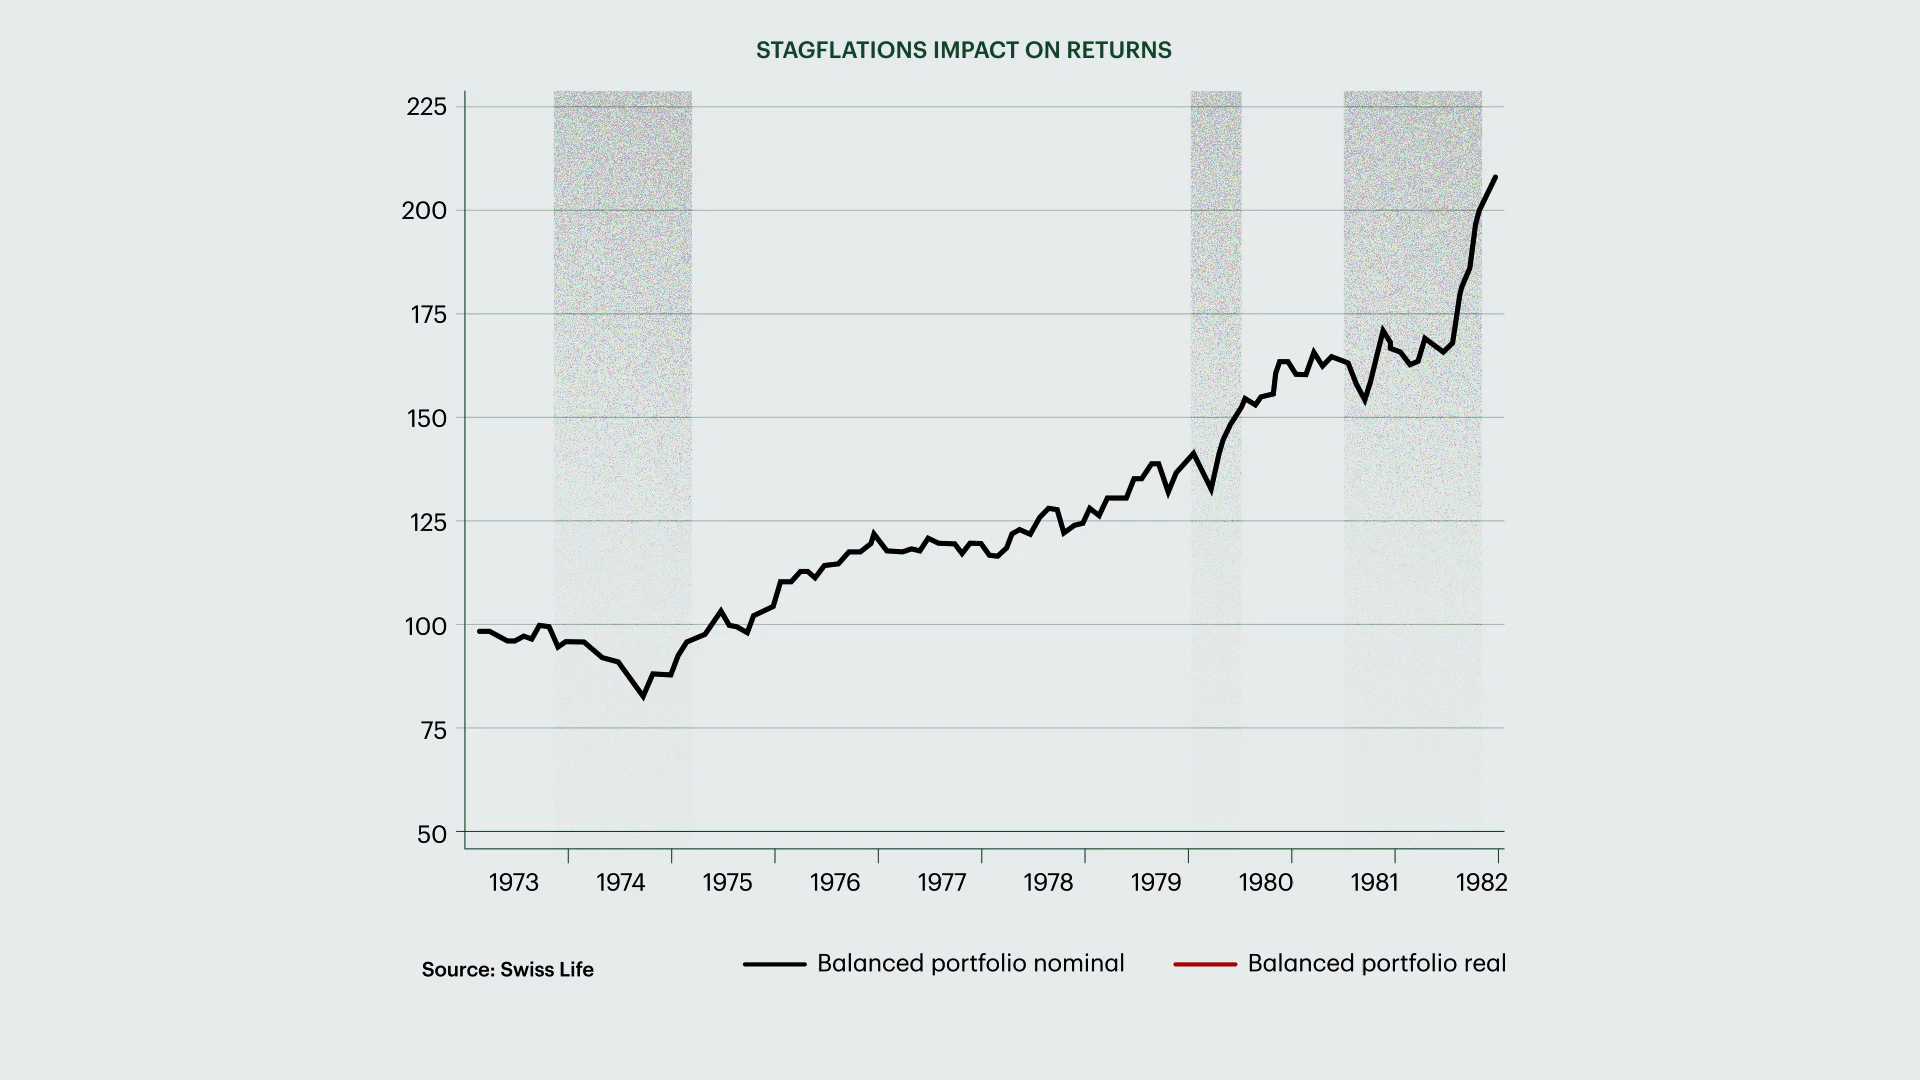 STAGFLATIONS IMPACT ON RETURNS
225
200
175
150
125
100
75
50
1973 1974 1975 1976 1977 1978 1979 1980 1981 1982
Source: Swiss Life
Balanced portfolio nominal
Balanced portfolio real